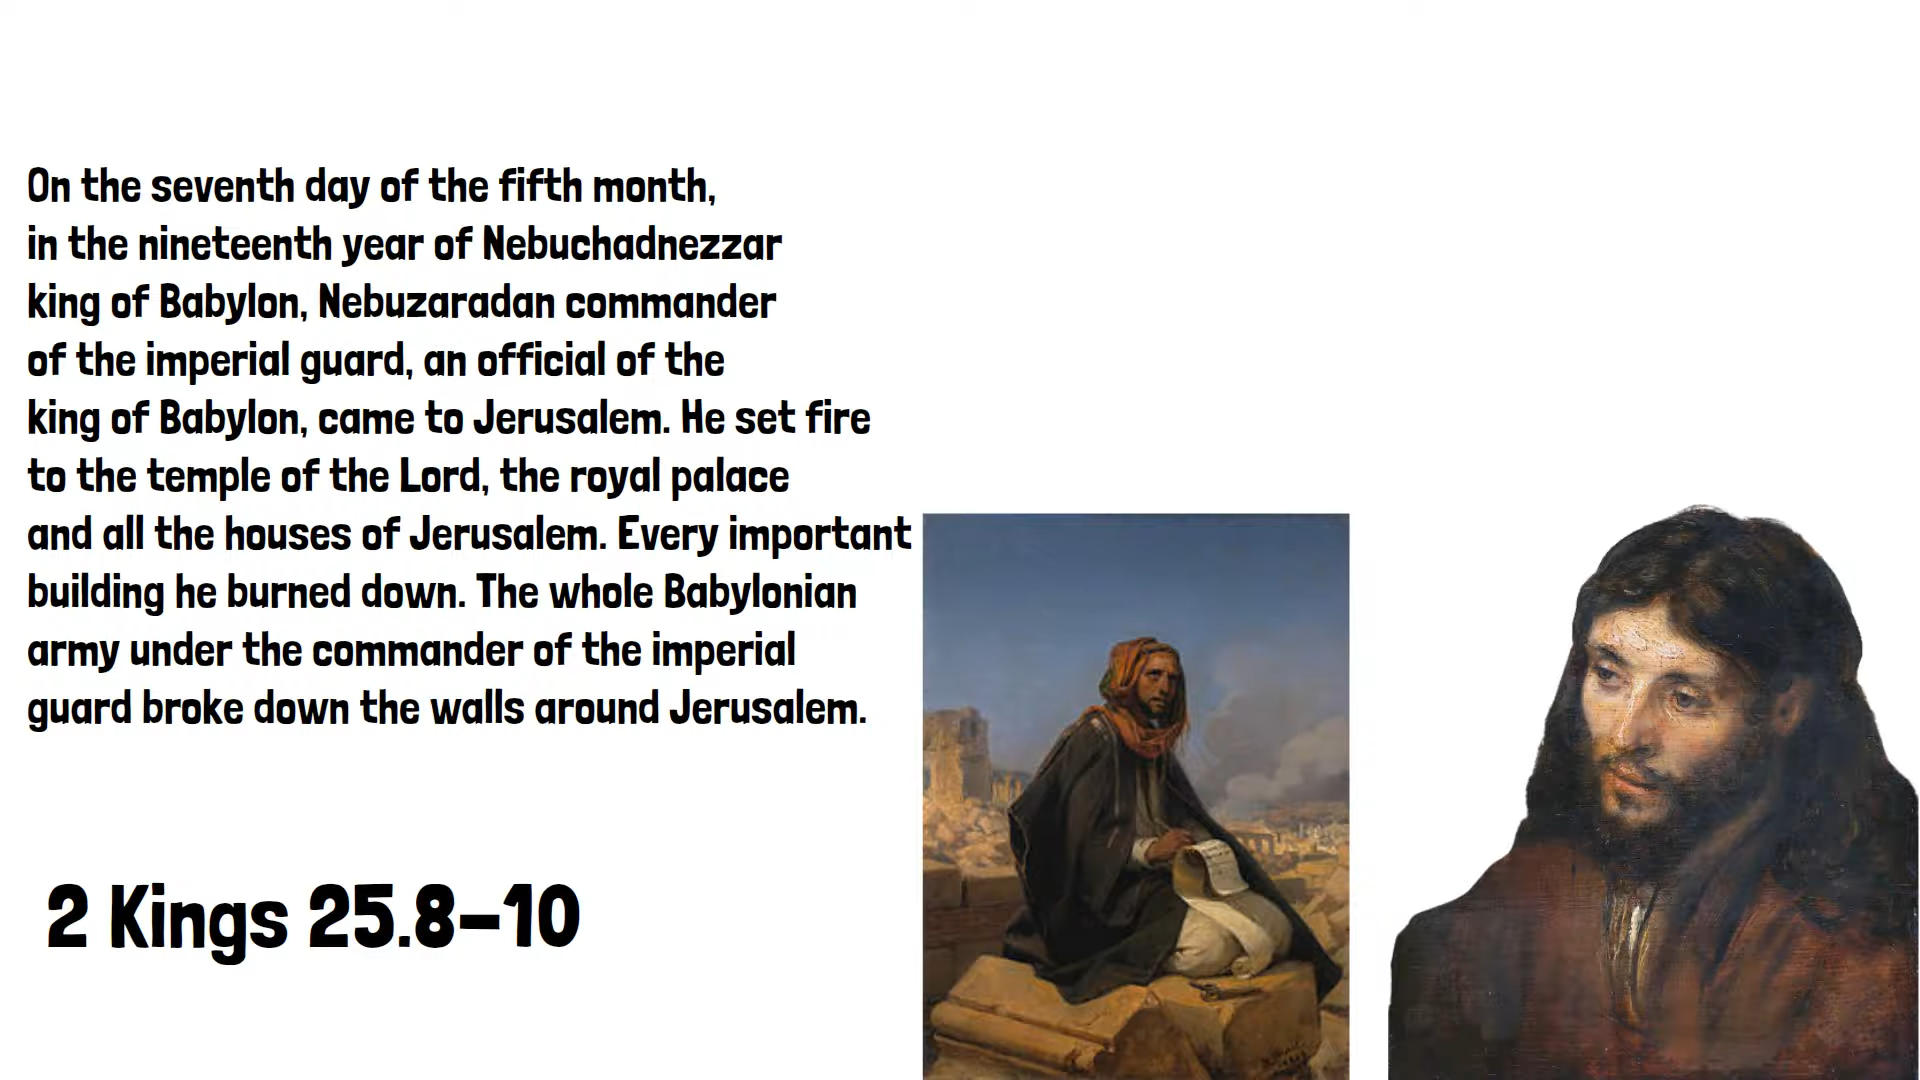 On the seventh day of the fifth month,
in the nineteenth year of Nebuchadnezzar
king of Babylon, Nebuzaradan commander
of the imperial guard, an official of the
king of Babylon, came to Jerusalem. He set fire
to the temple of the Lord, the royal palace
and all the houses of Jerusalem. Every important
building he burned down. The whole Babylonian
army under the commander of the imperial
guard broke down the walls around Jerusalem.
2 Kings 25.8–10